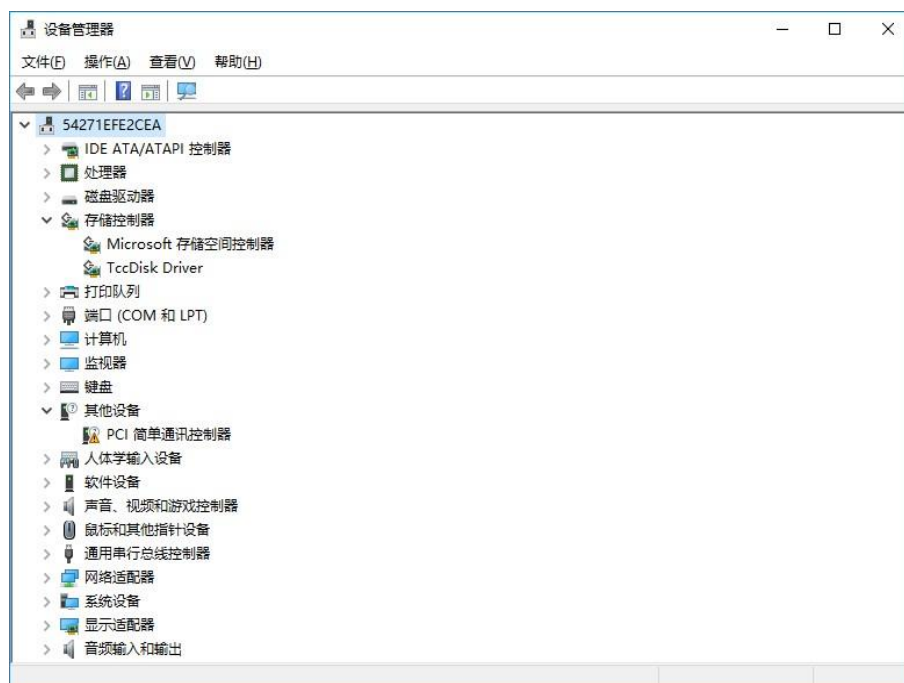 设备管理器
文件(F) 操作(A) 查看(V) 帮助(H)
54271EFE2CEA
IDE ATA/ATAPI 控制器
处理器
磁盘驱动器
存储控制器
Microsoft 存储空间控制器
TccDisk Driver
打印队列
端口 (COM 和 LPT)
计算机
监视器
键盘
其他设备
PCI 简单通讯控制器
人体学输入设备
软件设备
声音、视频和游戏控制器
鼠标和其他指针设备
通用串行总线控制器
网络适配器
系统设备
显示适配器
音频输入和输出